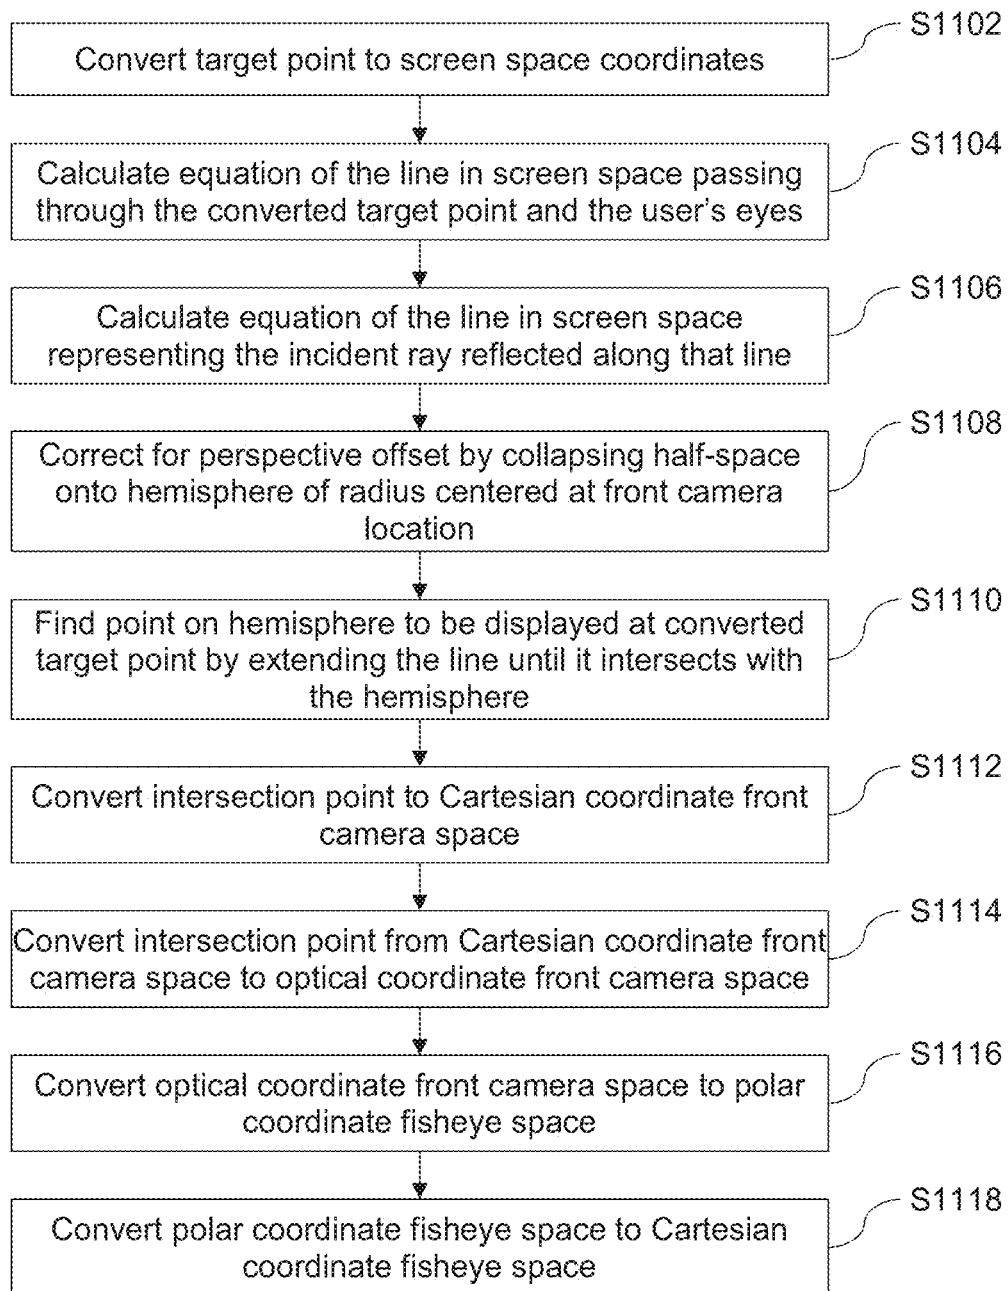 S1102
Convert target point to screen space coordinates
S1104
Calculate equation of the line in screen space passing
through the converted target point and the user's eyes
S1106
Calculate equation of the line in screen space
representing the incident ray reflected along that line
S1108
Correct for perspective offset by collapsing half-space
onto hemisphere of radius centered at front camera
location
S1110
Find point on hemisphere to be displayed at converted
target point by extending the line until it intersects with
the hemisphere
S1112
Convert intersection point to Cartesian coordinate front
camera space
S1114
Convert intersection point from Cartesian coordinate front
camera space to optical coordinate front camera space
S1116
Convert optical coordinate front camera space to polar
coordinate fisheye space
S1118
Convert polar coordinate fisheye space to Cartesian
coordinate fisheye space